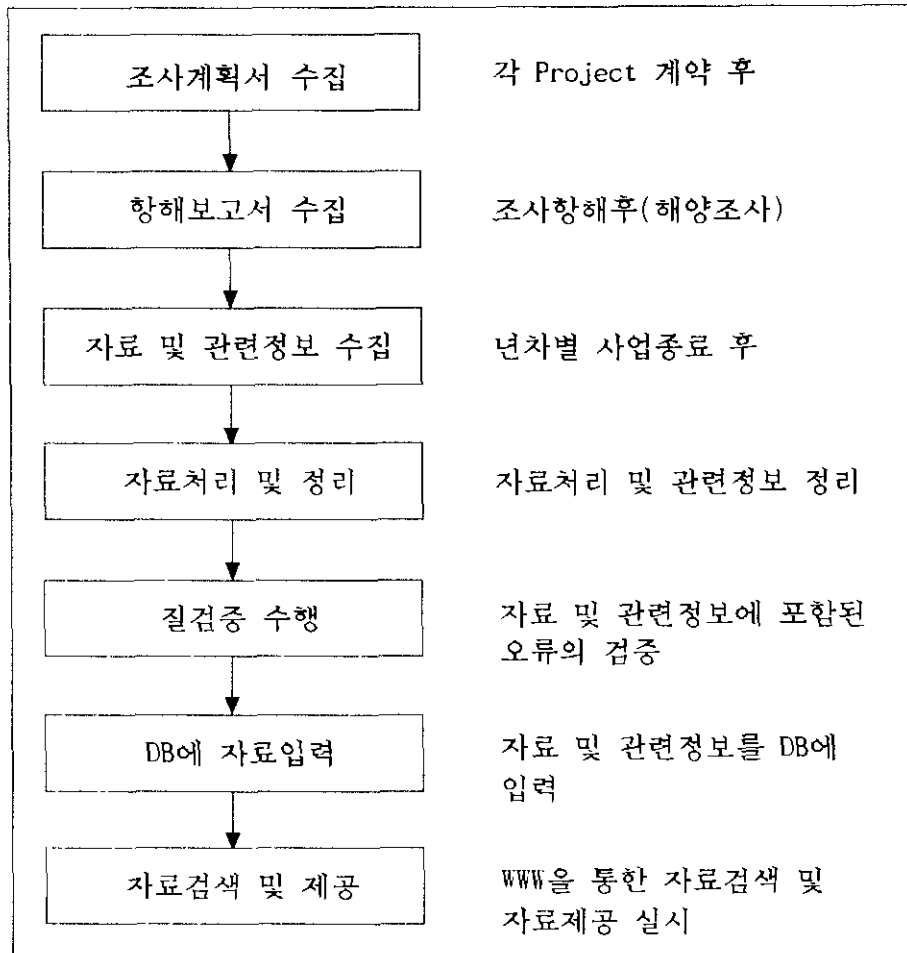 조사계획서 수집
각 Project 계약 후
항해보고서 수집
조사항해후(해양조사)
자료 및 관련정보 수집
년차별 사업종료 후
자료처리 및 정리
자료처리 및 관련정보 정리
질검증 수행
자료 및 관련정보에 포함된
오류의 검증
DB에 자료입력
자료 및 관련정보를 DB에
입력
자료검색 및 제공
WWW을 통한 자료검색 및
자료제공 실시